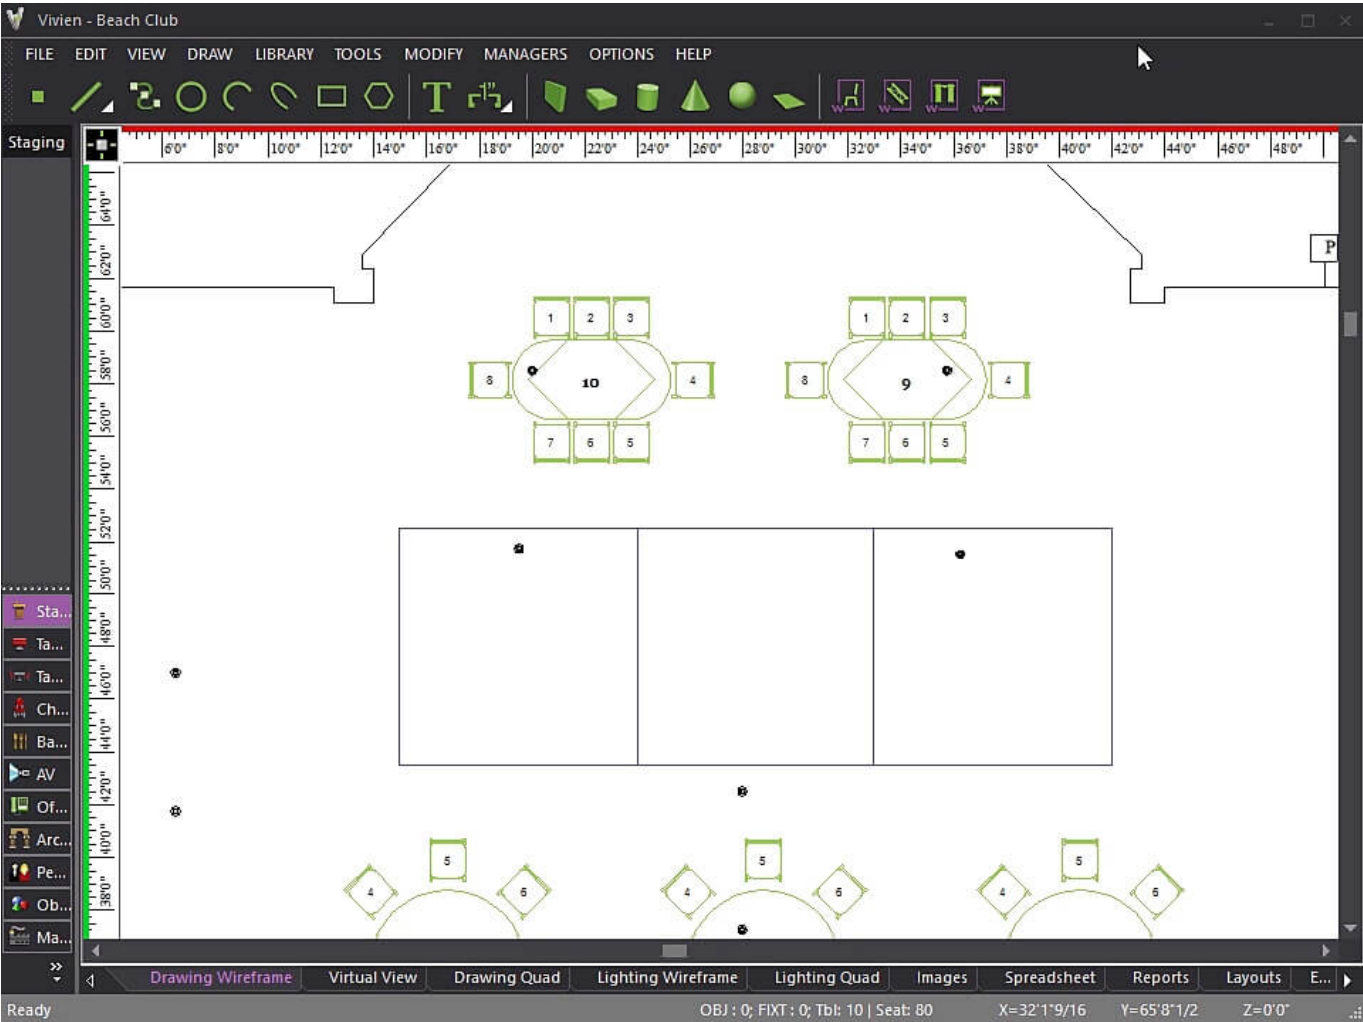 Vivien - Beach Club
FILE EDIT VIEW DRAW LIBRARY TOOLS MODIFY MANAGERS OPTIONS HELP
Staging
6'0" 8'0" 10'0" 12'0" 14'0" 16'0" 18'0" 20'0" 22'0" 24'0" 26'0" 28'0" 30'0" 32'0" 34'0" 36'0" 38'0" 40'0" 42'0" 44'0" 46'0" 48'0"
64'0"
62'0"
60'0"
58'0"
56'0"
54'0"
52'0"
50'0"
48'0"
46'0"
44'0"
42'0"
40'0"
38'0"
P
1 2 3 1 2 3
8 10 4 8 9 4
7 6 5 7 6 5
5 5 5
4 6 4 6 4 6
Sta...
Ta...
Ta...
Ch...
Ba...
AV
Of...
Arc...
Pe...
Ob...
Ma...
Drawing Wireframe Virtual View Drawing Quad Lighting Wireframe Lighting Quad Images Spreadsheet Reports Layouts E...
Ready OBJ : 0; FIXT : 0; Tbl: 10 | Seat: 80 X=32'1"9/16 Y=65'8"1/2 Z=0'0"